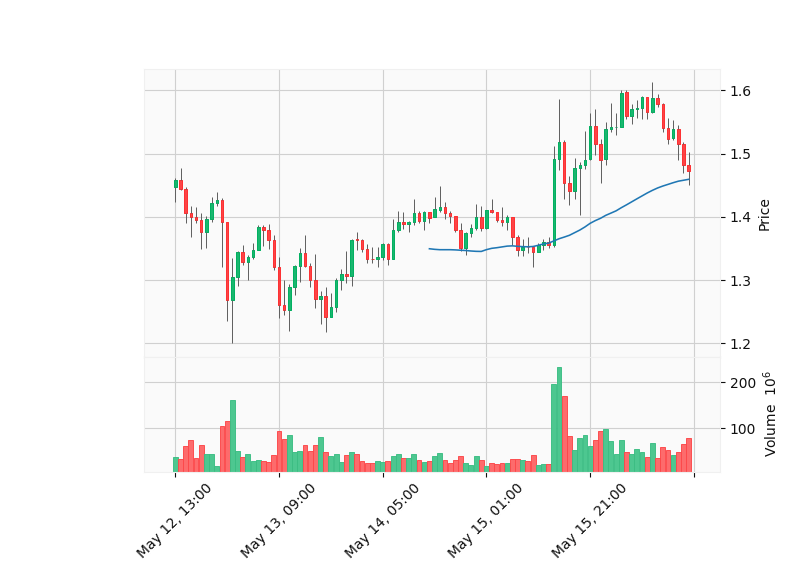 1.6
1.5
1.4
1.3
1.2
Price
200
100
Volume 10^6
May 12, 13:00
May 13, 09:00
May 14, 05:00
May 15, 01:00
May 15, 21:00